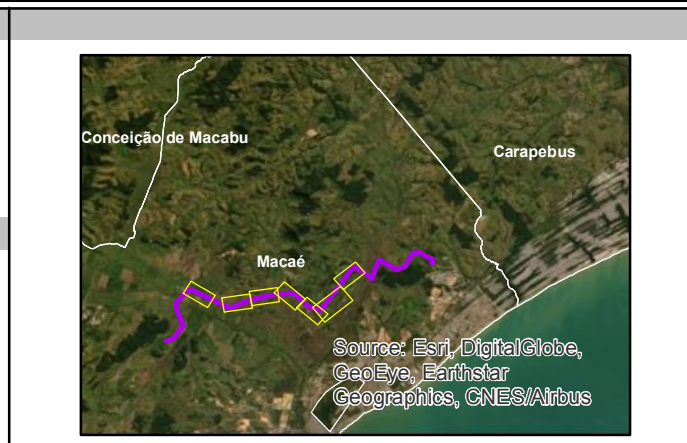 Conceição de Macabu
Carapebus
Macaé
Source: Esri, DigitalGlobe,
GeoEye, Earthstar
Geographics, CNES/Airbus